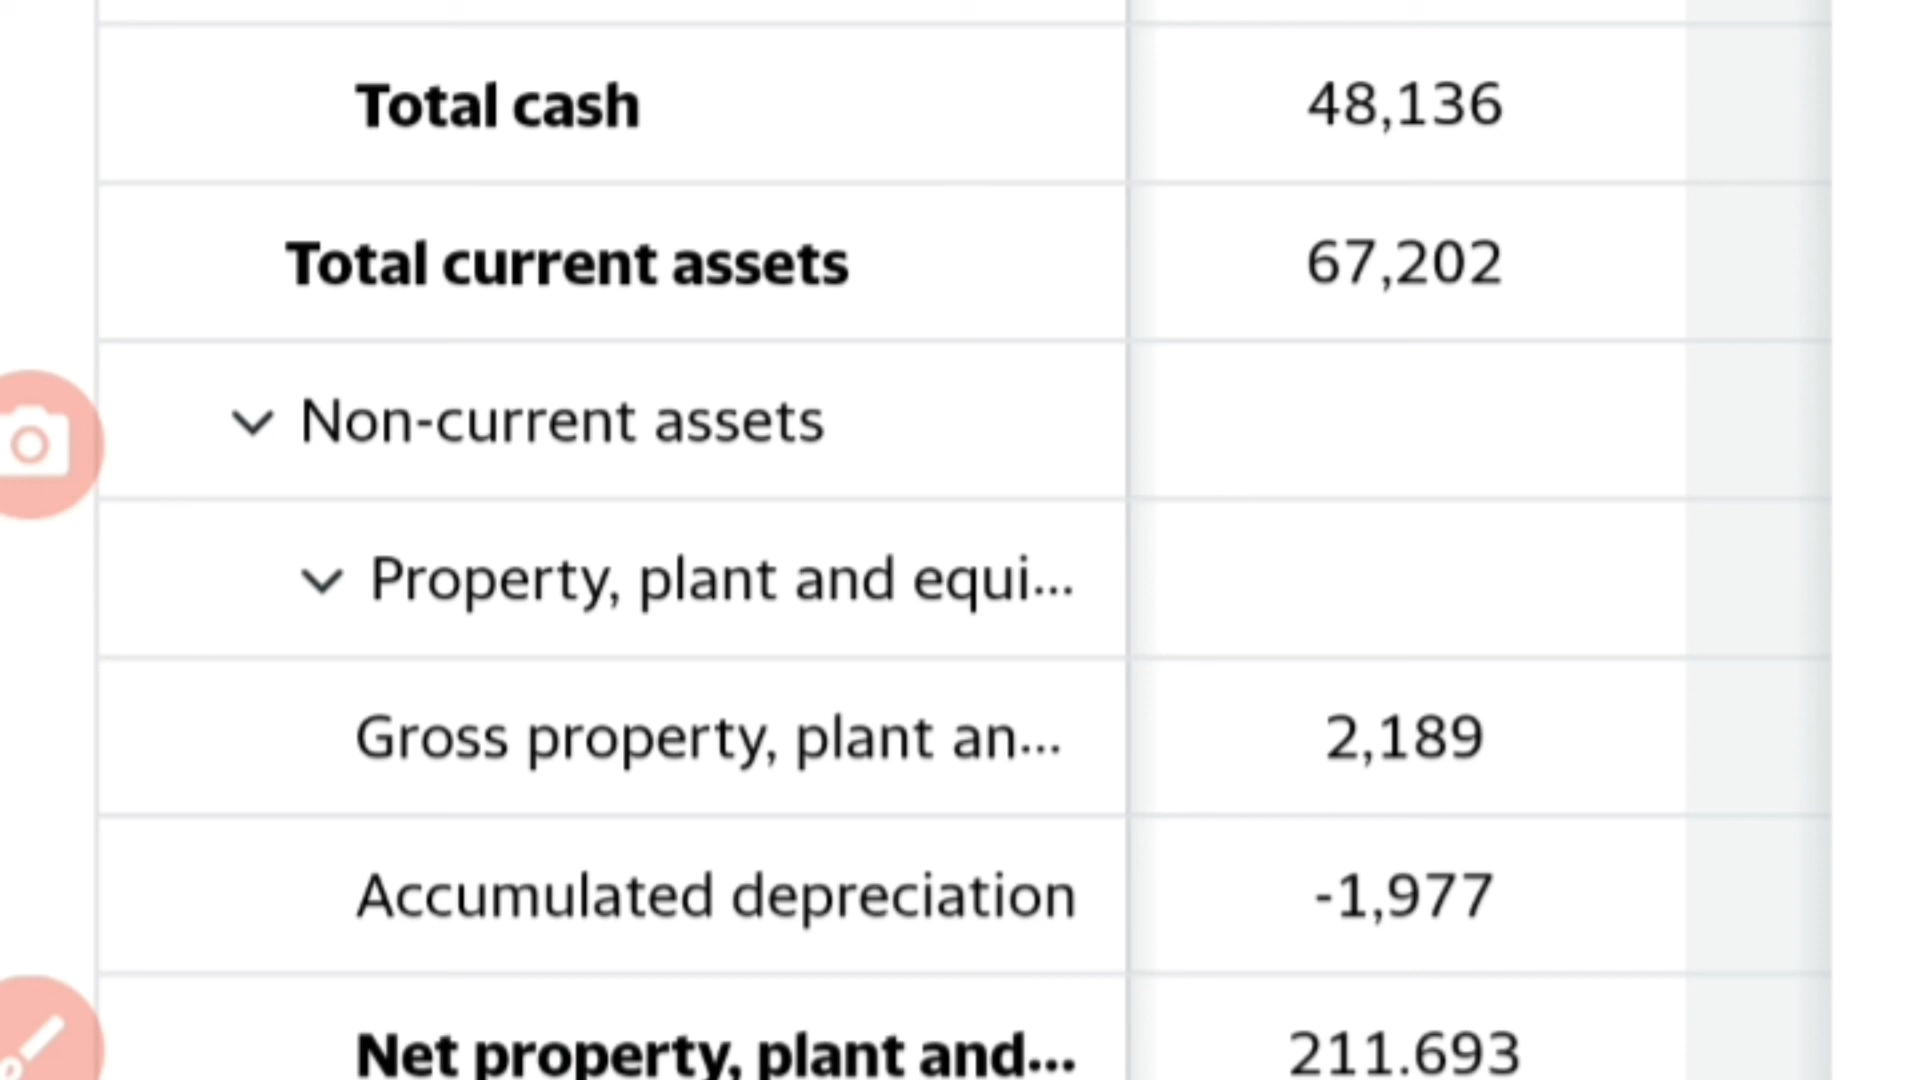 Total cash 48,136
Total current assets 67,202
Non-current assets
Property, plant and equi...
Gross property, plant an... 2,189
Accumulated depreciation -1,977
Net property, plant and... 211.693